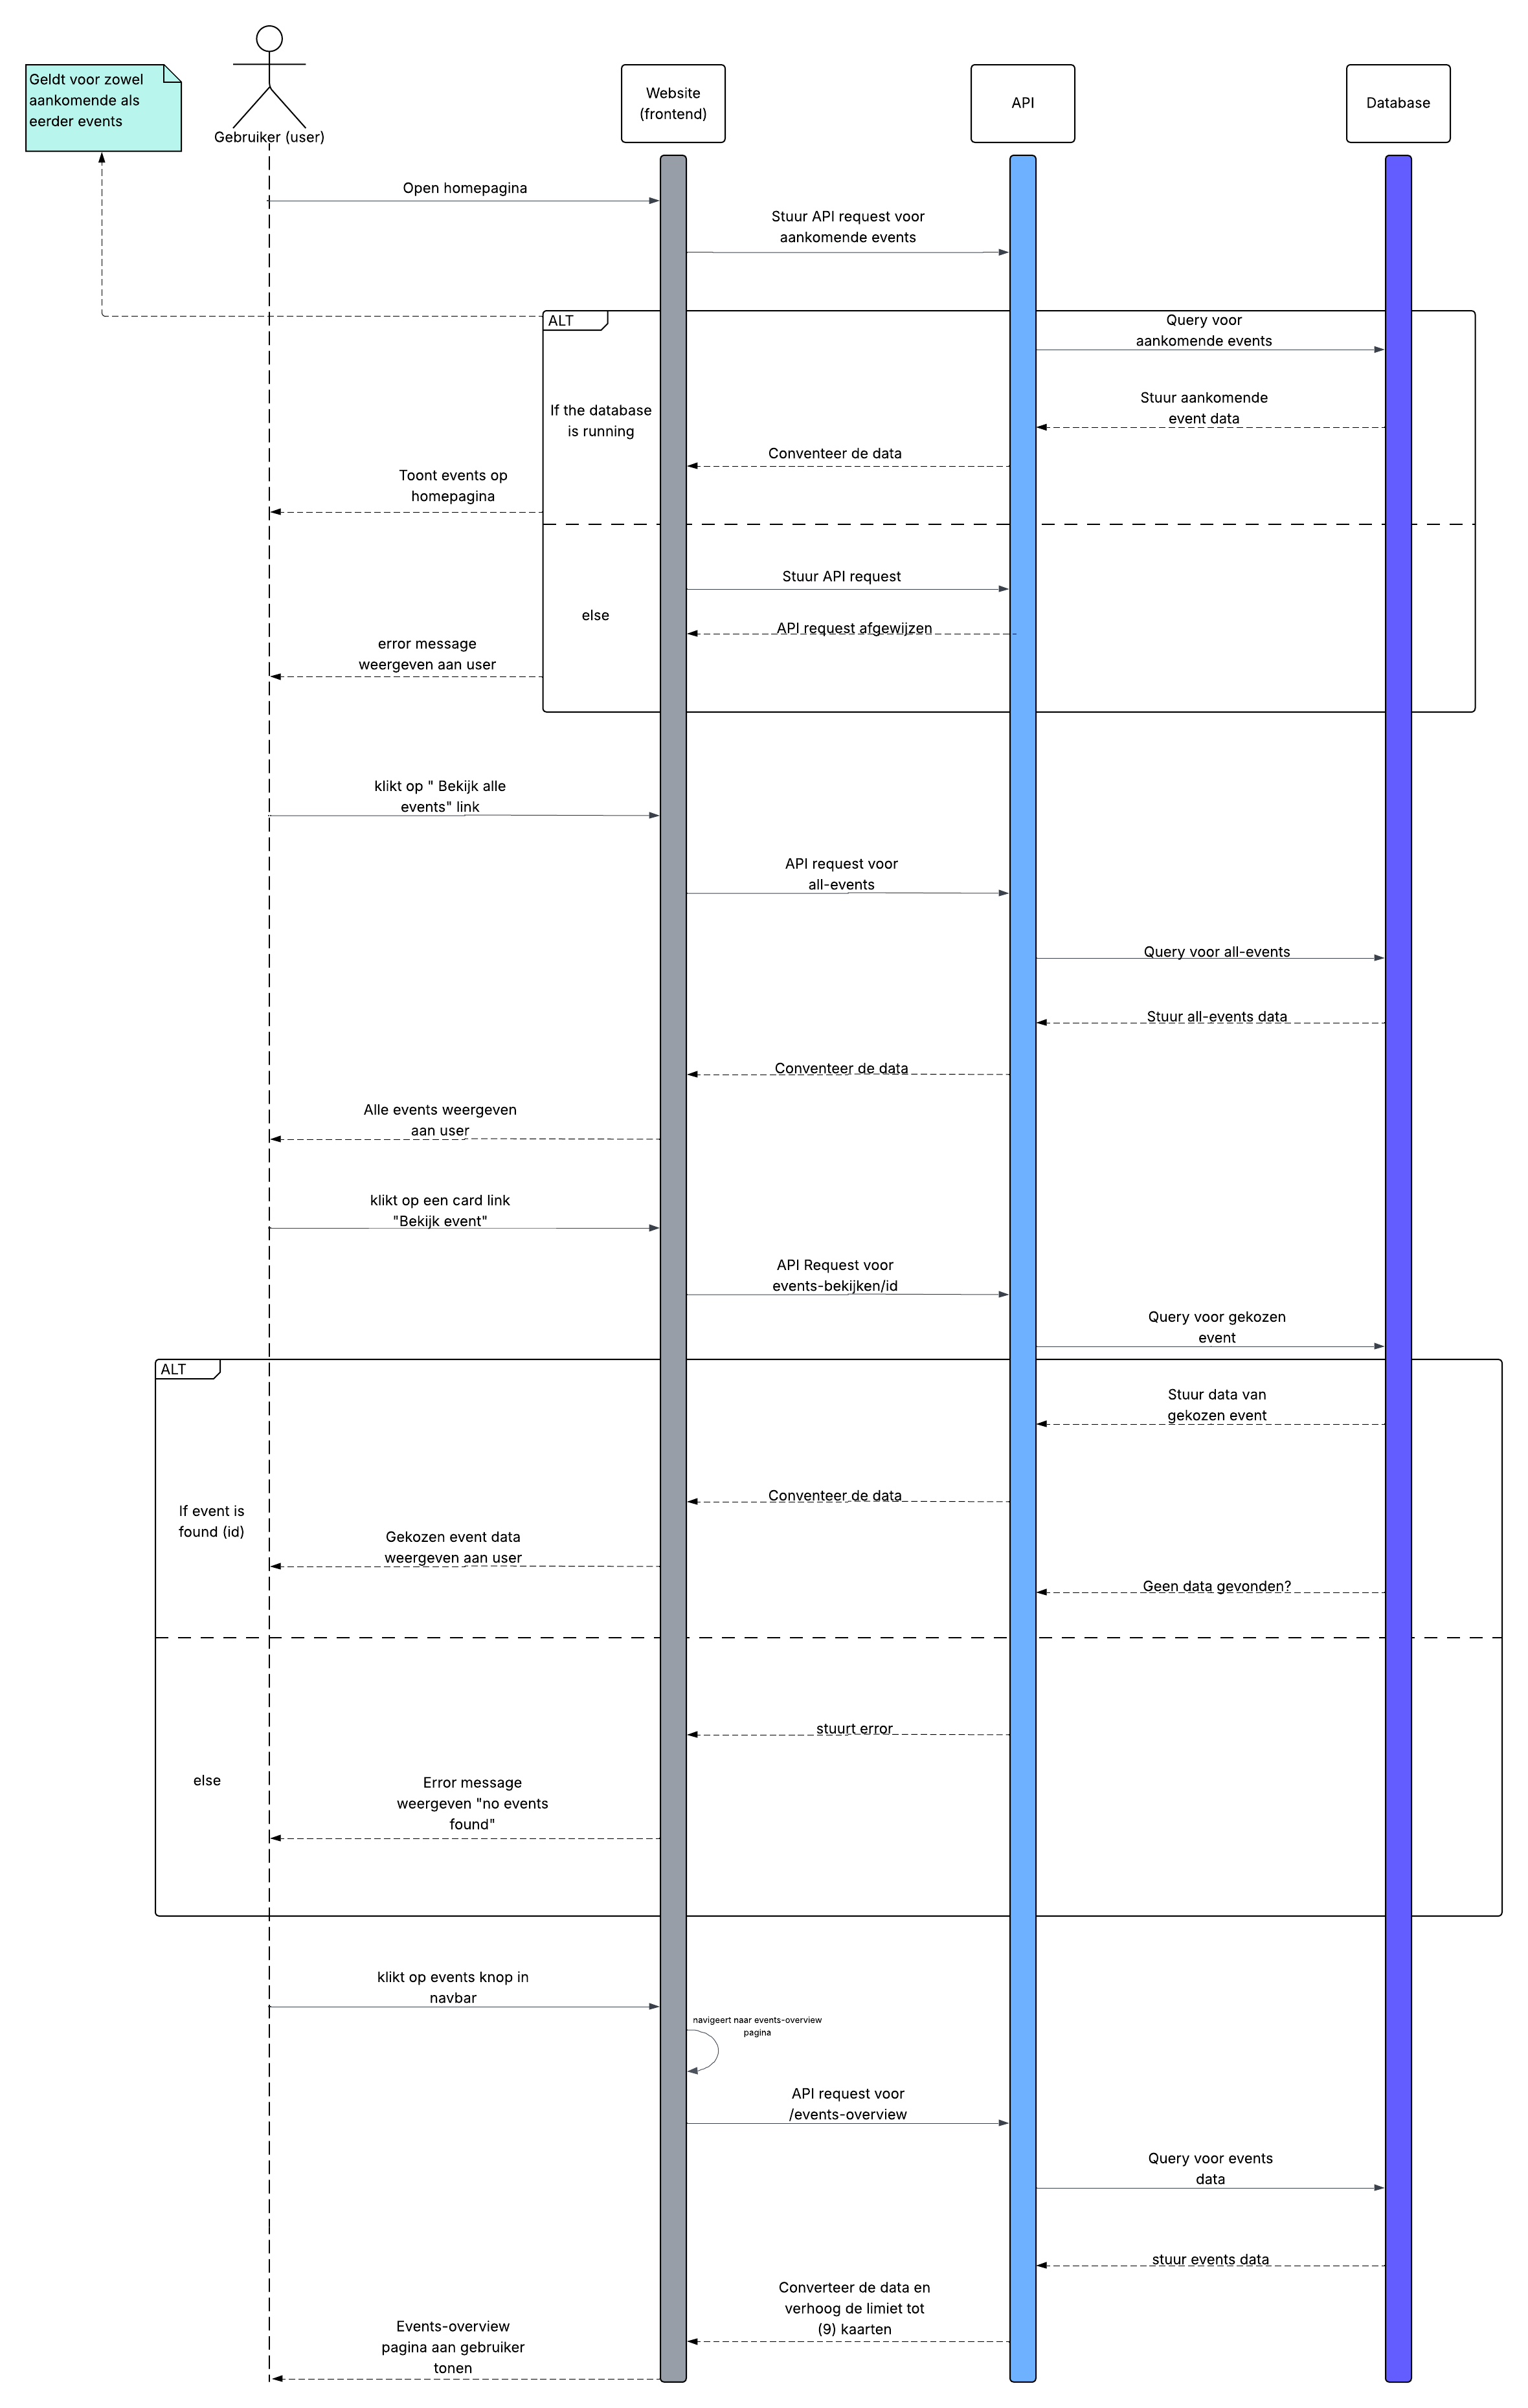 Geldt voor zowel
aankomende als
eerder events
Gebruiker (user)
Website
(frontend)
API
Database
Open homepagina
Stuur API request voor
aankomende events
ALT
Query voor
aankomende events
If the database
is running
Stuur aankomende
event data
Conventeer de data
Toont events op
homepagina
Stuur API request
else
API request afgewijzen
error message
weergeven aan user
klikt op " Bekijk alle
events" link
API request voor
all-events
Query voor all-events
Stuur all-events data
Conventeer de data
Alle events weergeven
aan user
klikt op een card link
"Bekijk event"
API Request voor
events-bekijken/id
Query voor gekozen
event
ALT
Stuur data van
gekozen event
Conventeer de data
If event is
found (id)
Gekozen event data
weergeven aan user
Geen data gevonden?
stuurt error
else
Error message
weergeven "no events
found"
klikt op events knop in
navbar
navigeert naar events-overview
pagina
API request voor
/events-overview
Query voor events
data
stuur events data
Converteer de data en
verhoog de limiet tot
(9) kaarten
Events-overview
pagina aan gebruiker
tonen